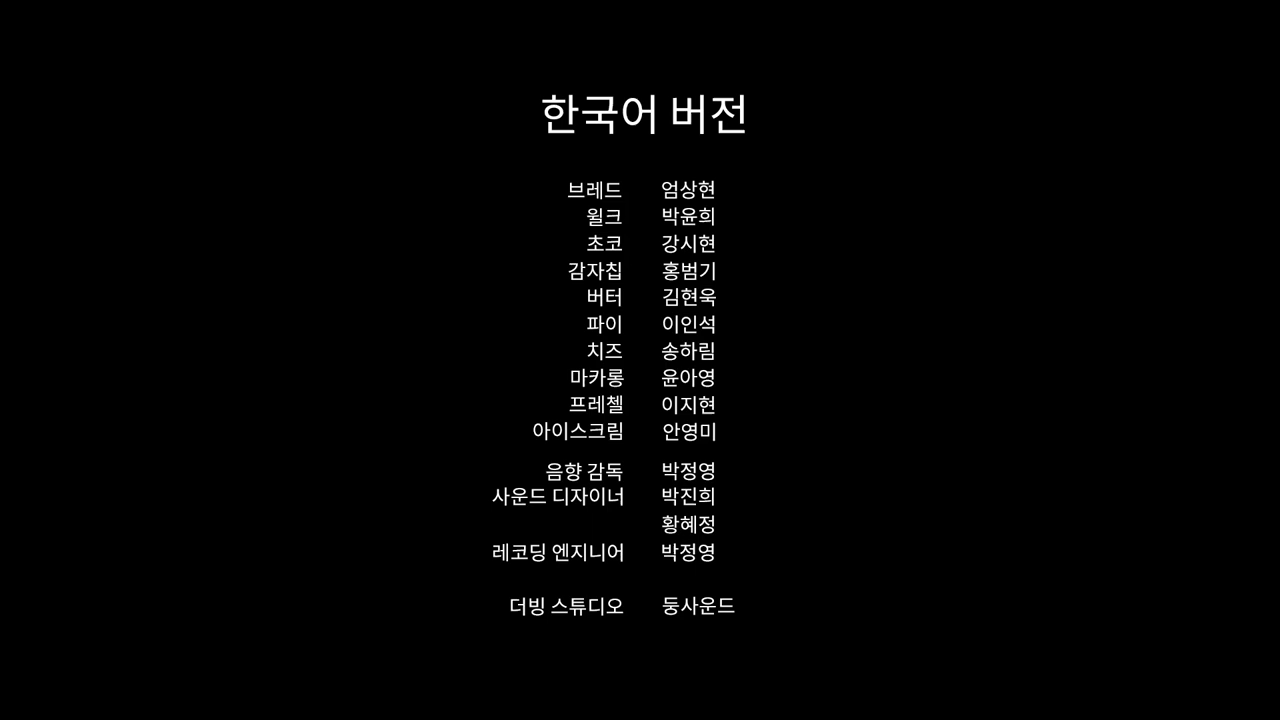 한국어 버전
브레드 엄상현
윌크 박윤희
초코 강시현
감자칩 홍범기
버터 김현욱
파이 이인석
치즈 송하림
마카롱 윤아영
프레첼 이지현
아이스크림 안영미
음향 감독 박정영
사운드 디자이너 박진희
황혜정
레코딩 엔지니어 박정영
더빙 스튜디오 둥사운드